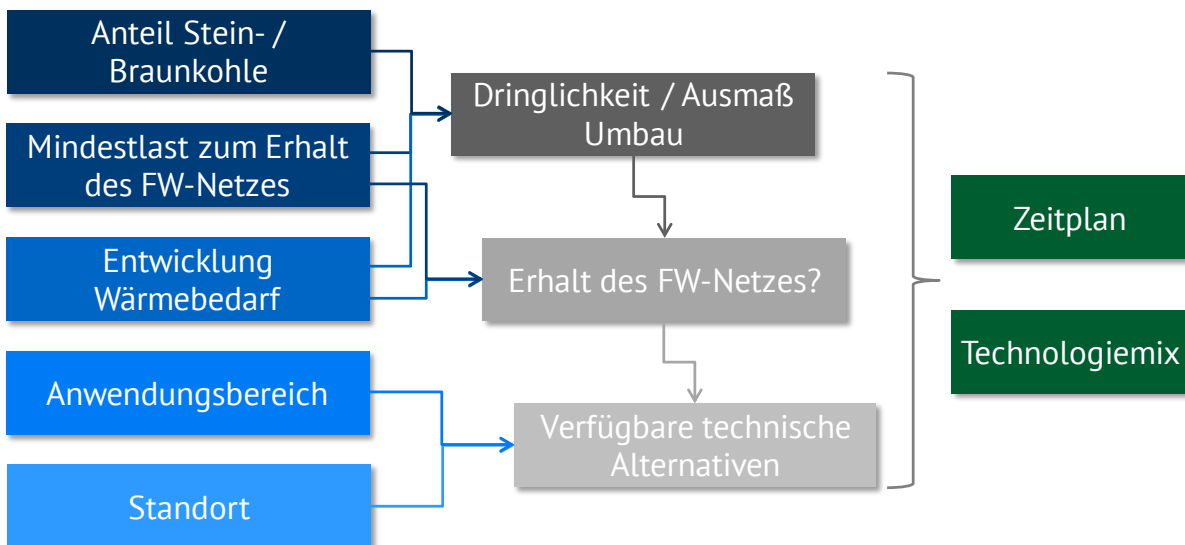 Anteil Stein- /
Braunkohle
Mindestlast zum Erhalt
des FW-Netzes
Entwicklung
Wärmebedarf
Anwendungsbereich
Standort
Dringlichkeit / Ausmaß
Umbau
Erhalt des FW-Netzes?
Verfügbare technische
Alternativen
Zeitplan
Technologiemix